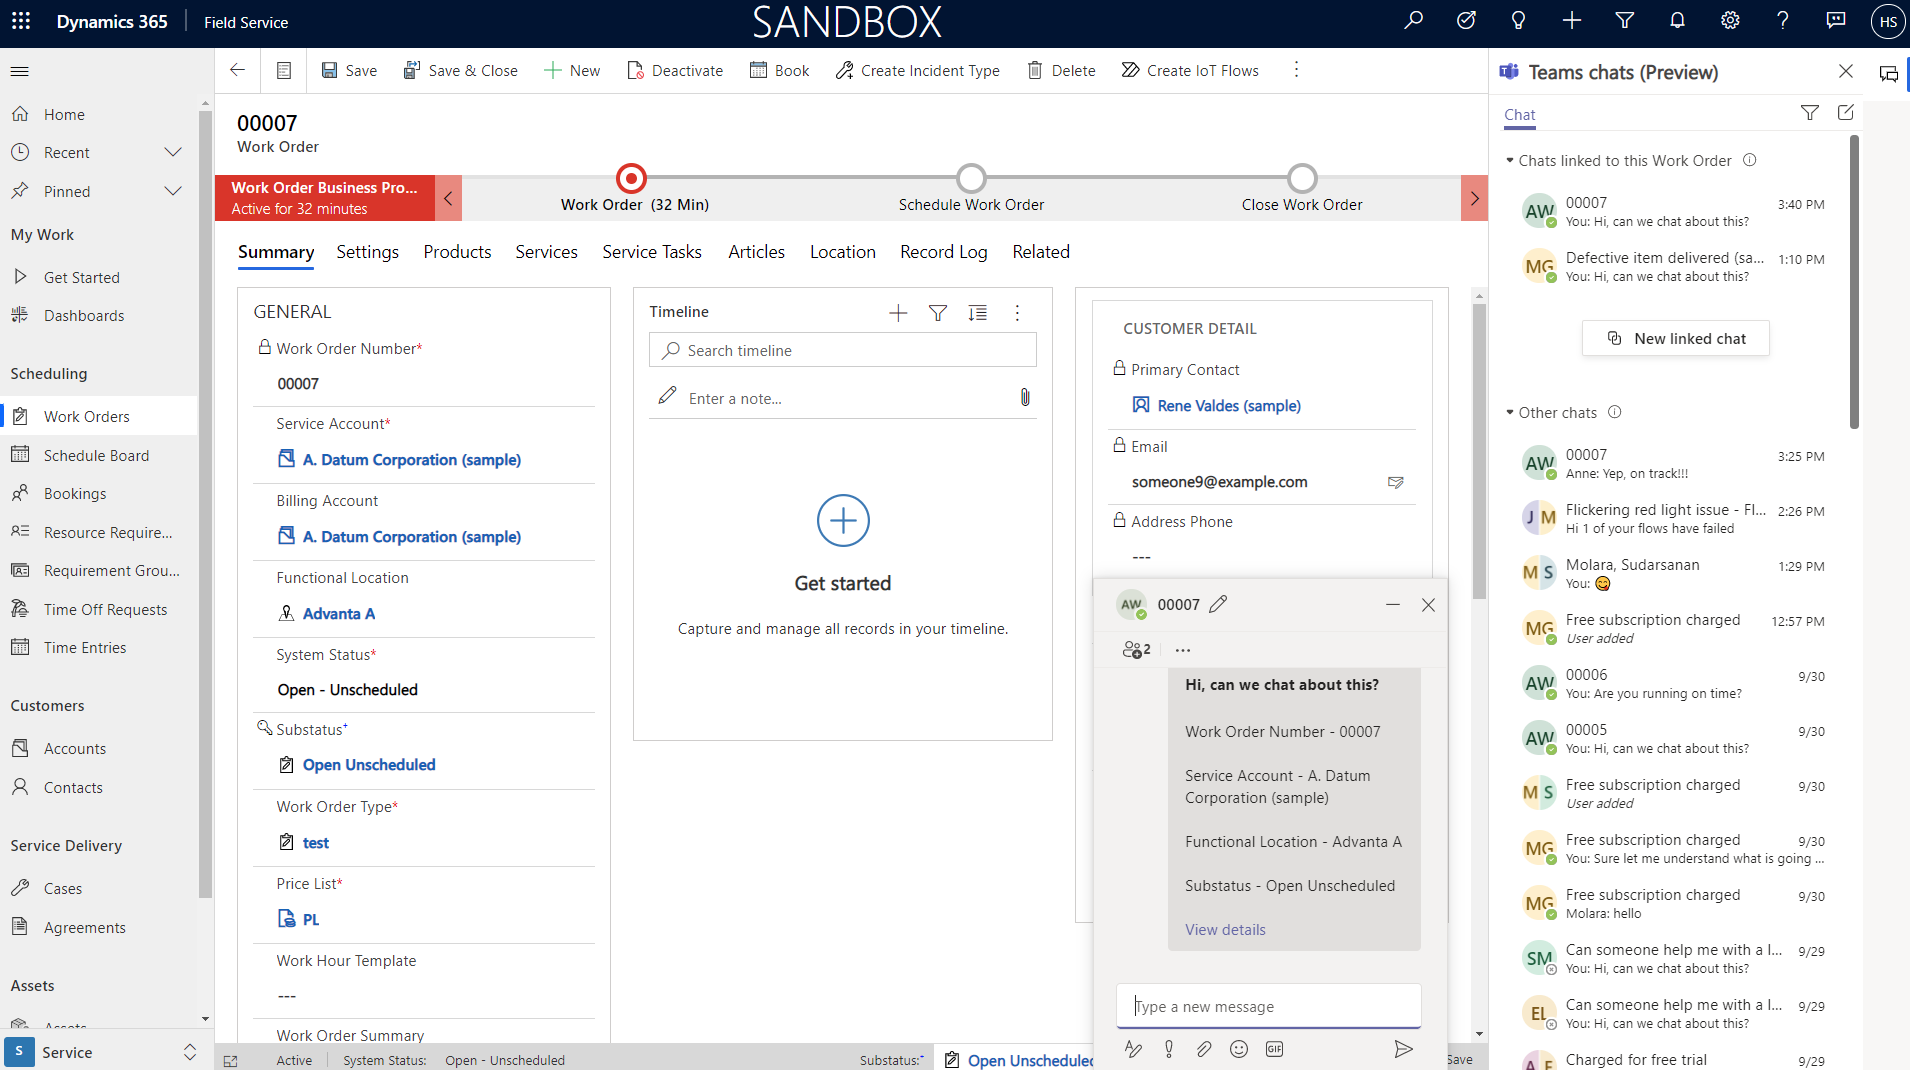 Dynamics 365
Field Service
SANDBOX
HS
Save
Save & Close
New
Deactivate
Book
Create Incident Type
Delete
Create IoT Flows
Home
Recent
Pinned
My Work
Get Started
Dashboards
Scheduling
Work Orders
Schedule Board
Bookings
Resource Require...
Requirement Grou...
Time Off Requests
Time Entries
Customers
Accounts
Contacts
Service Delivery
Cases
Agreements
Assets
Assets
S
Service
00007
Work Order
Work Order Business Pro...
Active for 32 minutes
Work Order (32 Min)
Schedule Work Order
Close Work Order
Summary
Settings
Products
Services
Service Tasks
Articles
Location
Record Log
Related
GENERAL
Work Order Number*
00007
Service Account*
A. Datum Corporation (sample)
Billing Account
A. Datum Corporation (sample)
Functional Location
Advanta A
System Status*
Open - Unscheduled
Substatus+
Open Unscheduled
Work Order Type*
test
Price List*
PL
Work Hour Template
---
Work Order Summary
Timeline
Search timeline
Enter a note...
Get started
Capture and manage all records in your timeline.
CUSTOMER DETAIL
Primary Contact
Rene Valdes (sample)
Email
someone9@example.com
Address Phone
---
AW
00007
2
Hi, can we chat about this?
Work Order Number - 00007
Service Account - A. Datum
Corporation (sample)
Functional Location - Advanta A
Substatus - Open Unscheduled
View details
Type a new message
GIF
Active
System Status:
Open - Unscheduled
Substatus:+
Open Unscheduled
Save
Teams chats (Preview)
Chat
Chats linked to this Work Order
AW
00007
3:40 PM
You: Hi, can we chat about this?
MG
Defective item delivered (sa...
1:10 PM
You: Hi, can we chat about this?
New linked chat
Other chats
AW
00007
3:25 PM
Anne: Yep, on track!!!
J M
Flickering red light issue - Fl...
2:26 PM
Hi 1 of your flows have failed
M S
Molara, Sudarsanan
1:29 PM
You: 😋
MG
Free subscription charged
12:57 PM
User added
AW
00006
9/30
You: Are you running on time?
AW
00005
9/30
You: Hi, can we chat about this?
M S
Free subscription charged
9/30
User added
MG
Free subscription charged
9/30
You: Sure let me understand what is going ...
MG
Free subscription charged
9/30
Molara: hello
SM
Can someone help me with a l...
9/29
You: Hi, can we chat about this?
EL
Can someone help me with a l...
9/29
You: Hi, can we chat about this?
A F
Charged for free trial
9/29